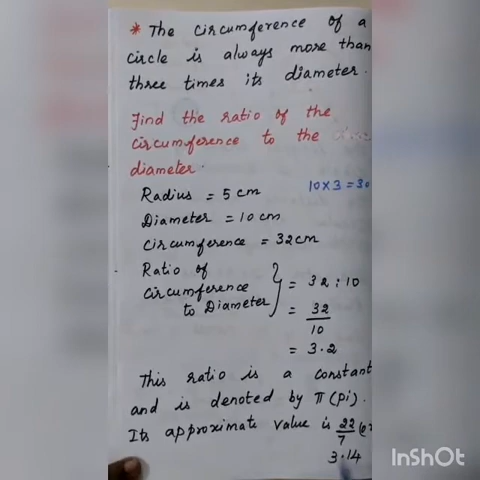 * The circumference of a
circle is always more than
three times its diameter.
Find the ratio of the
circumference to the
diameter.
Radius = 5 cm
10 x 3 = 30
Diameter = 10 cm
Circumference = 32 cm
Ratio of
circumference
to Diameter } = 32 : 10
= 32/10
= 3.2
This ratio is a constant
and is denoted by π (pi).
Its approximate value is 22/7 (or
3.14
InShOt